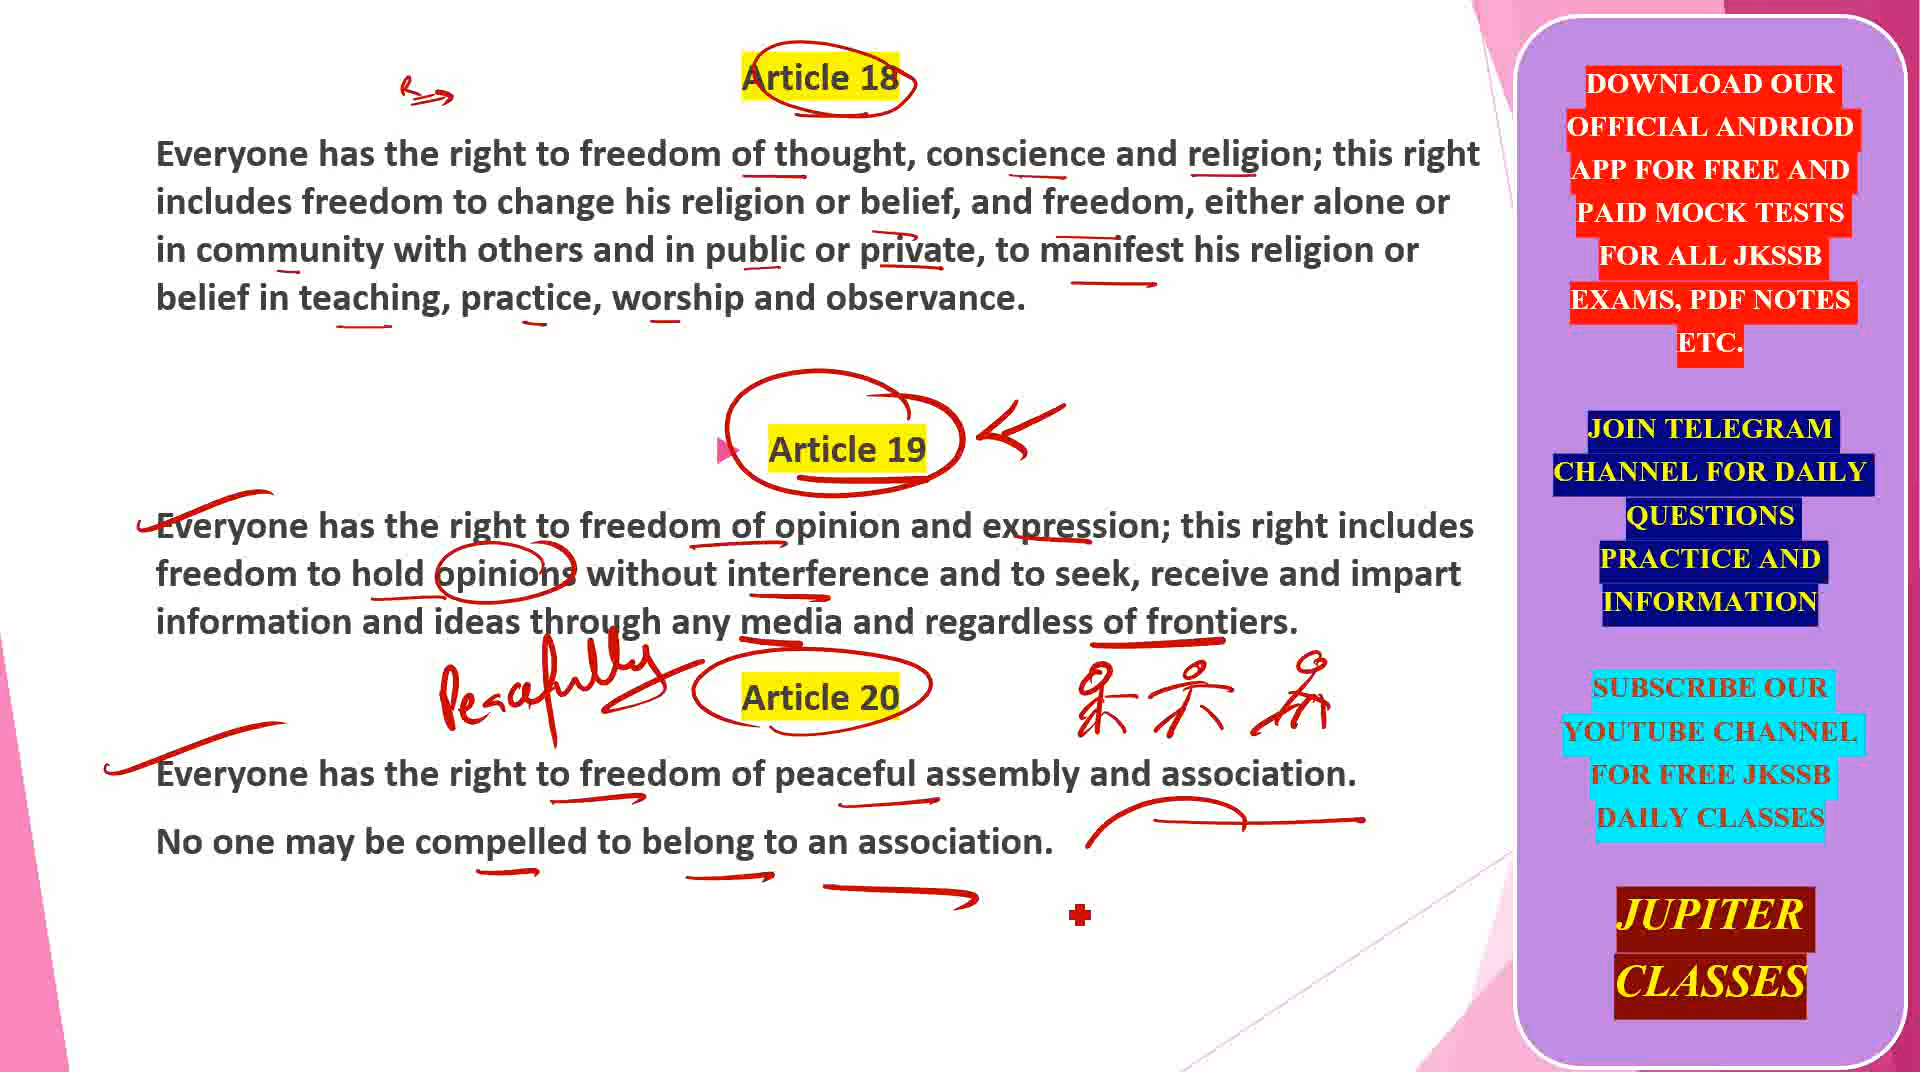 Article 18
Everyone has the right to freedom of thought, conscience and religion; this right
includes freedom to change his religion or belief, and freedom, either alone or
in community with others and in public or private, to manifest his religion or
belief in teaching, practice, worship and observance.
Article 19
Everyone has the right to freedom of opinion and expression; this right includes
freedom to hold opinions without interference and to seek, receive and impart
information and ideas through any media and regardless of frontiers.
Peacefully
Article 20
Everyone has the right to freedom of peaceful assembly and association.
No one may be compelled to belong to an association.
DOWNLOAD OUR
OFFICIAL ANDRIOD
APP FOR FREE AND
PAID MOCK TESTS
FOR ALL JKSSB
EXAMS, PDF NOTES
ETC.
JOIN TELEGRAM
CHANNEL FOR DAILY
QUESTIONS
PRACTICE AND
INFORMATION
SUBSCRIBE OUR
YOUTUBE CHANNEL
FOR FREE JKSSB
DAILY CLASSES
JUPITER
CLASSES